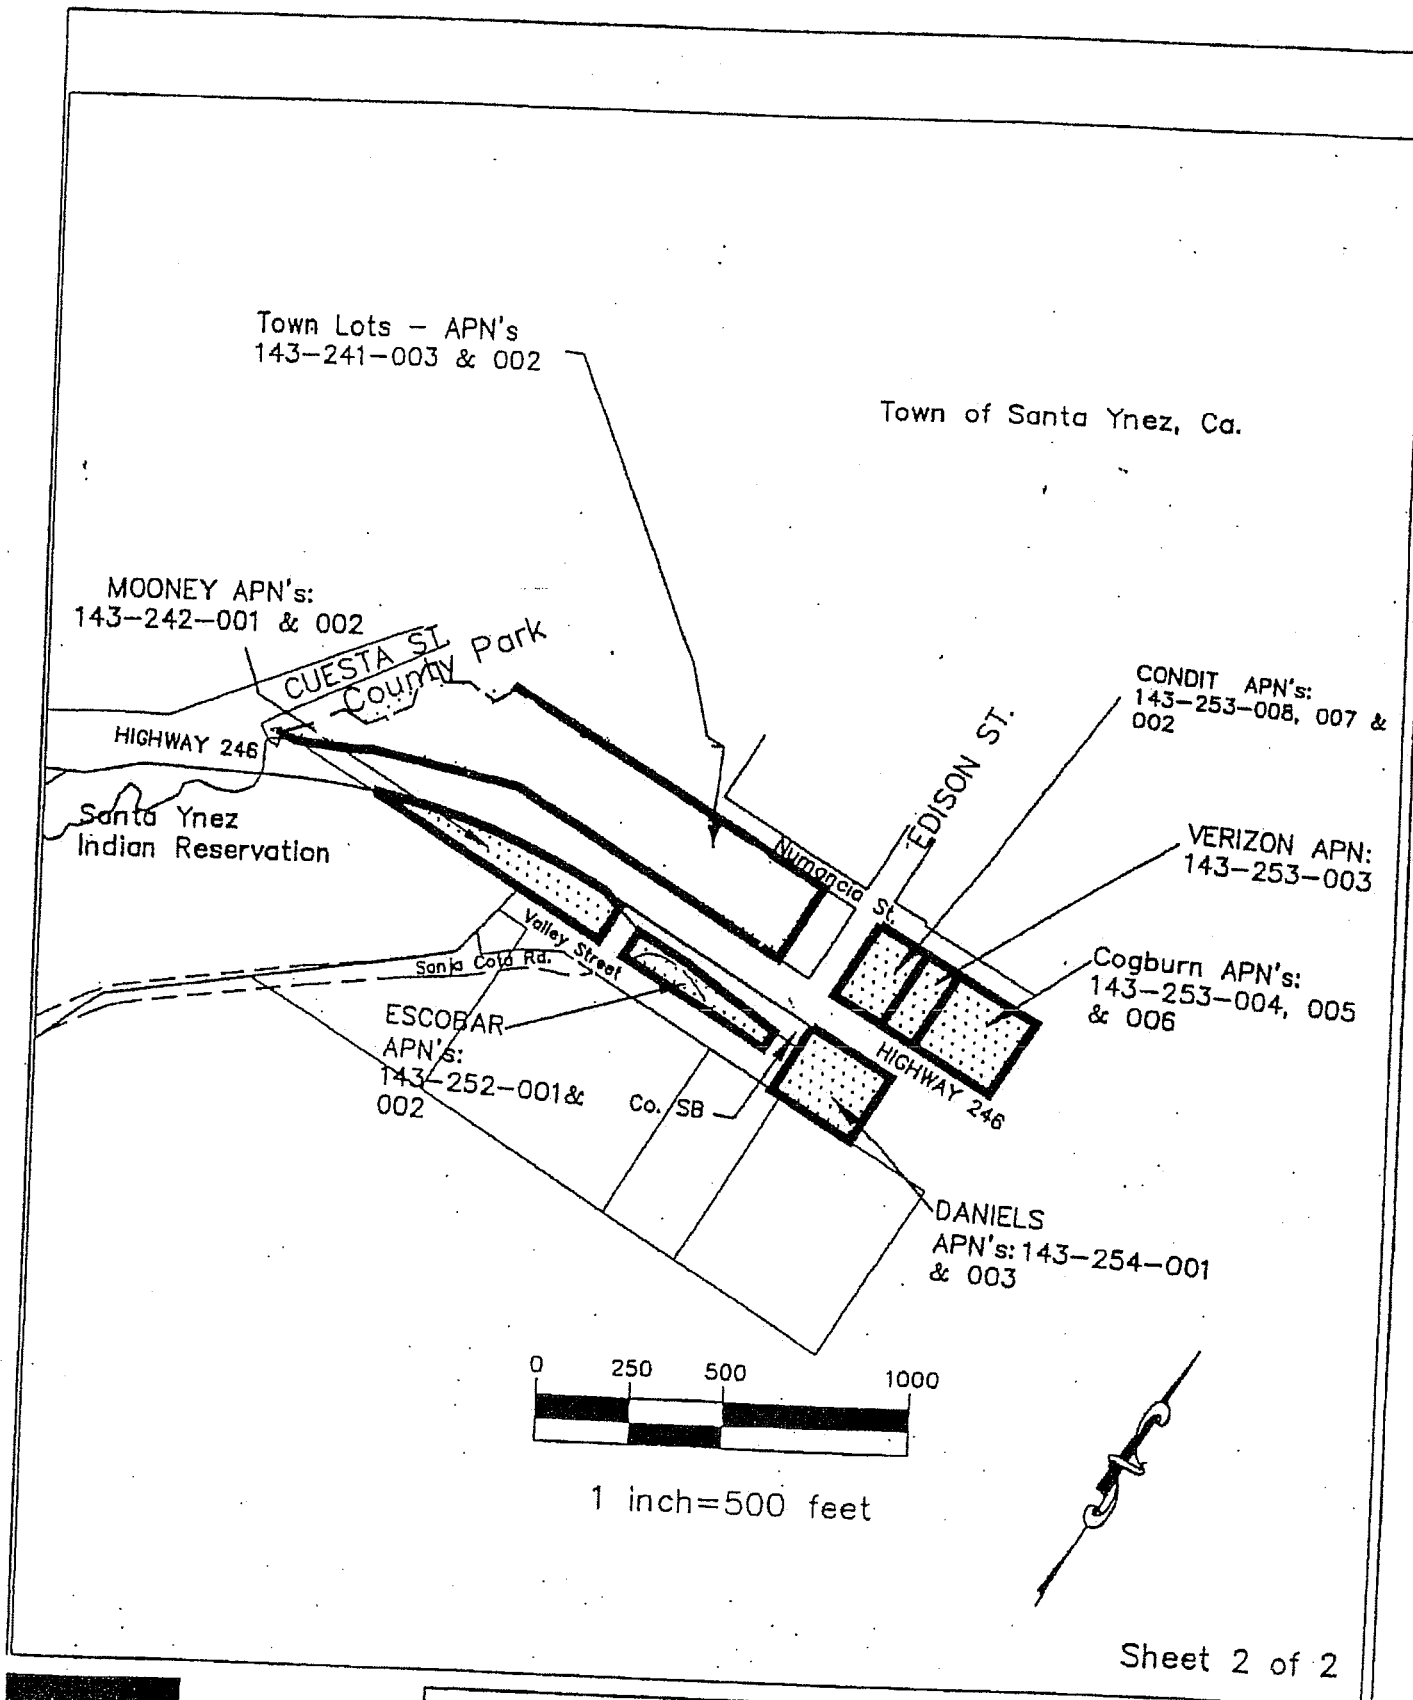 Town Lots - APN's
143-241-003 & 002
Town of Santa Ynez, Ca.
MOONEY APN's:
143-242-001 & 002
CUESTA ST.
County Park
HIGHWAY 246
Santa Ynez
Indian Reservation
CONDIT APN's:
143-253-008, 007 &
002
EDISON ST.
VERIZON APN:
143-253-003
Numancia St.
Valley Street
Sanja Cota Rd.
Cogburn APN's:
143-253-004, 005
& 006
ESCOBAR
APN's:
143-252-001&
002
Co. SB
HIGHWAY 246
DANIELS
APN's: 143-254-001
& 003
0 250 500 1000
1 inch=500 feet
Sheet 2 of 2